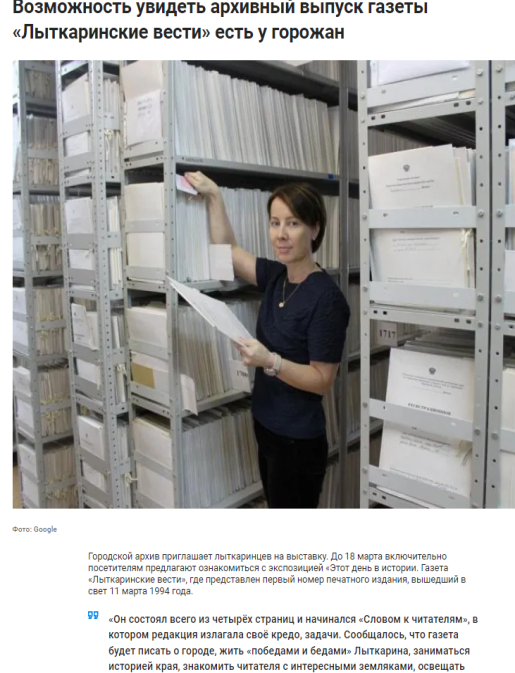 Возможность увидеть архивный выпуск газеты
«Лыткаринские вести» есть у горожан
1717
Фото: Google
Городской архив приглашает лыткаринцев на выставку. До 18 марта включительно
посетителям предлагают ознакомиться с экспозицией «Этот день в истории. Газета
«Лыткаринские вести», где представлен первый номер печатного издания, вышедший в
свет 11 марта 1994 года.
«Он состоял всего из четырёх страниц и начинался «Словом к читателям», в
котором редакция излагала своё кредо, задачи. Сообщалось, что газета
будет писать о городе, жить «победами и бедами» Лыткарина, заниматься
историей края, знакомить читателя с интересными земляками, освещать